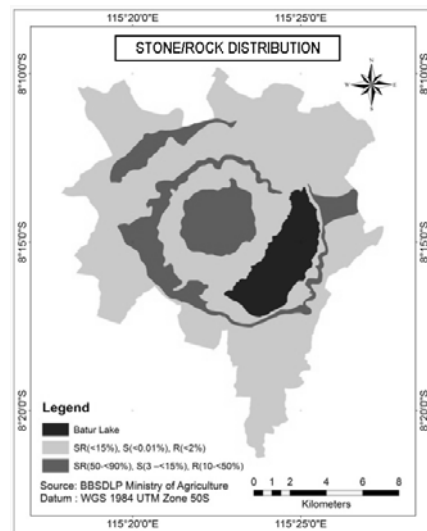 115°20'0"E 115°25'0"E
STONE/ROCK DISTRIBUTION
8°10'0"S 8°10'0"S
N
W E
S
8°15'0"S 8°15'0"S
8°20'0"S 8°20'0"S
Legend
Batur Lake
SR(<15%), S(<0.01%), R(<2%)
SR(50-<90%), S(3 –<15%), R(10-<50%)
Source: BBSDLP Ministry of Agriculture
Datum : WGS 1984 UTM Zone 50S
0 1 2 4 6 8
Kilometers
115°20'0"E 115°25'0"E